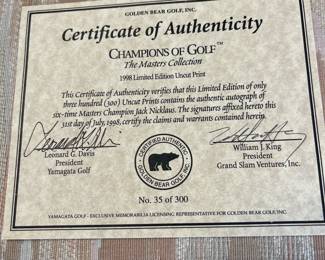 GOLDEN BEAR GOLF, INC.
Certificate of Authenticity
CHAMPIONS OF GOLF™
The Masters Collection
1998 Limited Edition Uncut Print
This Certificate of Authenticity verifies that this Limited Edition of only
three hundred (300) Uncut Prints contains the authentic autograph of
six-time Masters Champion Jack Nicklaus. The signatures affixed hereto this
31st day of July, 1998, certify the claims and warrants contained herein.
Leonard G. Davis
President
Yamagata Golf
CERTIFIED AUTHENTIC
GOLDEN BEAR GOLF, INC.
William J. King
President
Grand Slam Ventures, Inc.
No. 35 of 300
YAMAGATA GOLF - EXCLUSIVE MEMORABILIA LICENSING REPRESENTATIVE FOR GOLDEN BEAR GOLF, INC.